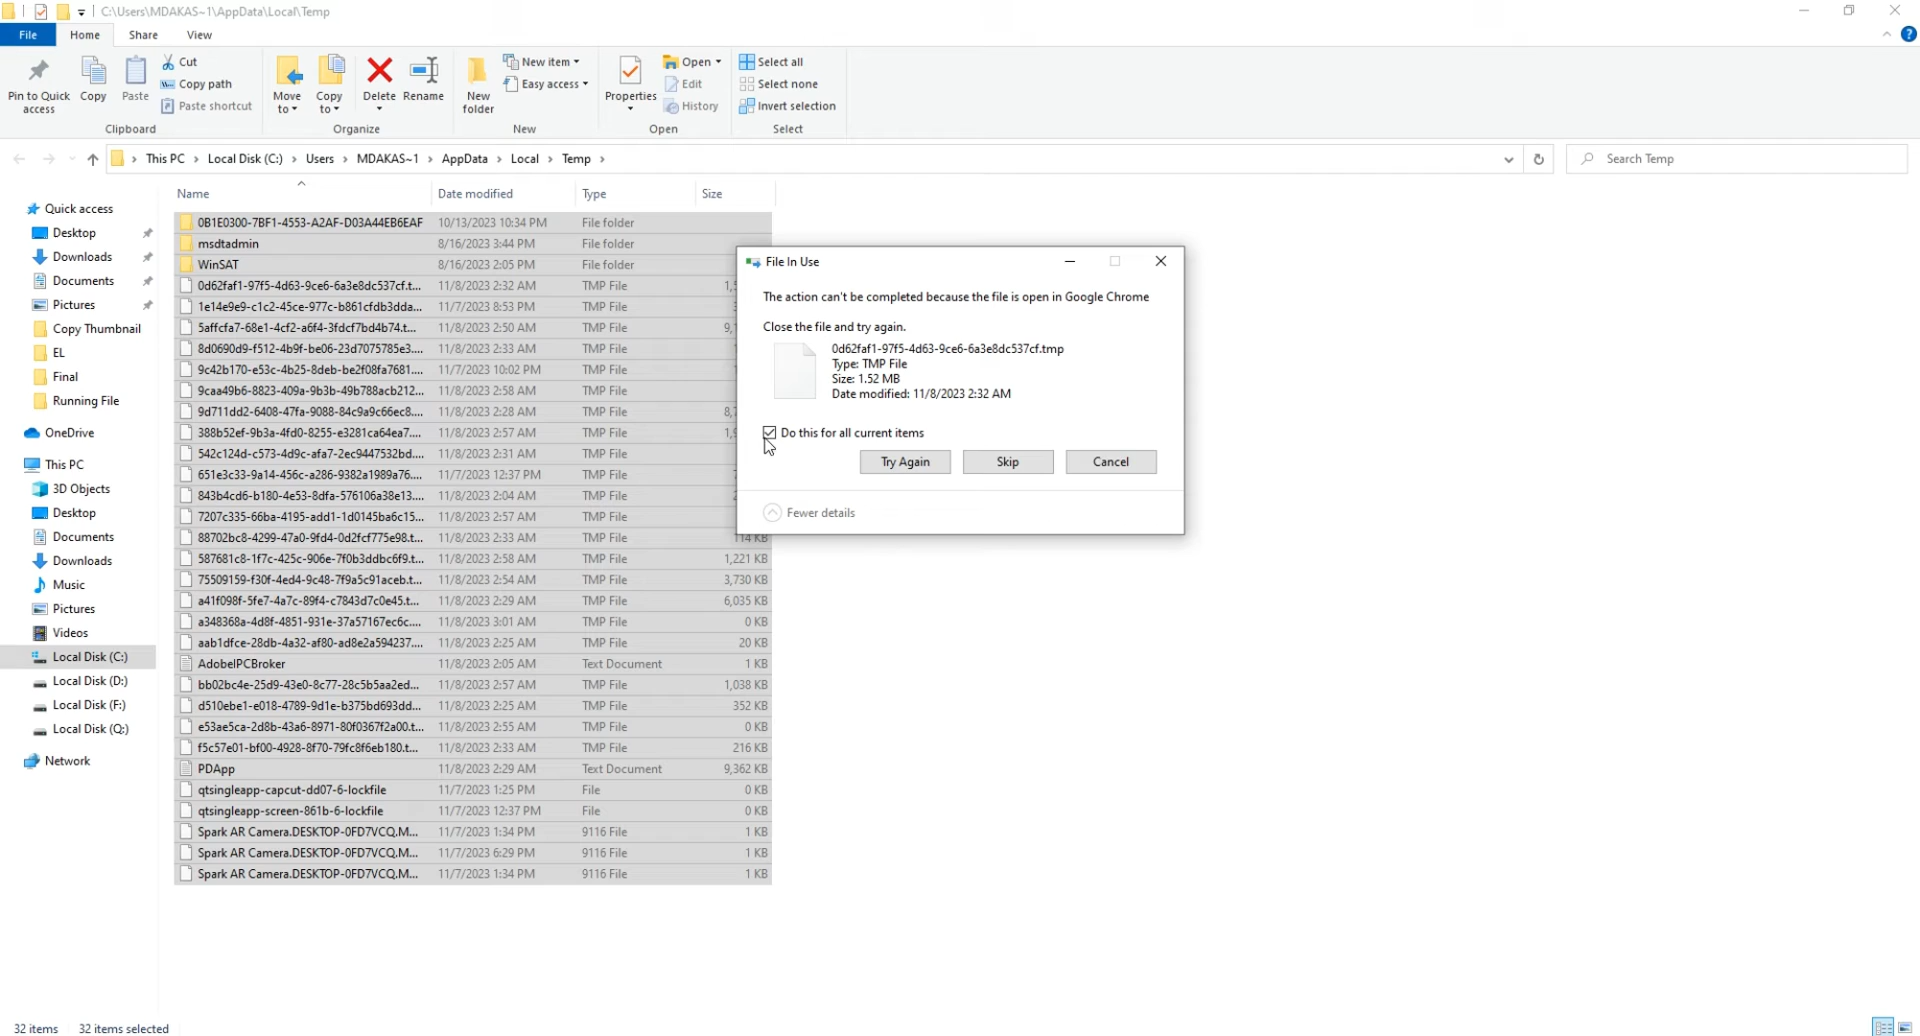 C:\Users\MDAKAS~1\AppData\Local\Temp
File Home Share View
Pin to Quick access
Copy
Paste
Cut
Copy path
Paste shortcut
Clipboard
Move to
Copy to
Delete
Rename
Organize
New folder
New item
Easy access
New
Properties
Open
Edit
History
Open
Select all
Select none
Invert selection
Select
This PC > Local Disk (C:) > Users > MDAKAS~1 > AppData > Local > Temp >
Search Temp
Quick access
Desktop
Downloads
Documents
Pictures
Copy Thumbnail
EL
Final
Running File
OneDrive
This PC
3D Objects
Desktop
Documents
Downloads
Music
Pictures
Videos
Local Disk (C:)
Local Disk (D:)
Local Disk (F:)
Local Disk (Q:)
Network
Name Date modified Type Size
0B1E0300-7BF1-4553-A2AF-D03A44EB6EAF 10/13/2023 10:34 PM File folder
msdtadmin 8/16/2023 3:44 PM File folder
WinSAT 8/16/2023 2:05 PM File folder
0d62faf1-97f5-4d63-9ce6-6a3e8dc537cf.t... 11/8/2023 2:32 AM TMP File
1e14e9e9-c1c2-45ce-977c-b861cfdb3dda... 11/7/2023 8:53 PM TMP File
5affcfa7-68e1-4cf2-a6f4-3fdcf7bd4b74.t... 11/8/2023 2:50 AM TMP File
8d0690d9-f512-4b9f-be06-23d7075785e3.... 11/8/2023 2:33 AM TMP File
9c42b170-e53c-4b25-8deb-be2f08fa7681.... 11/7/2023 10:02 PM TMP File
9caa49b6-8823-409a-9b3b-49b788acb212... 11/8/2023 2:58 AM TMP File
9d711dd2-6408-47fa-9088-84c9a9c66ec8.... 11/8/2023 2:28 AM TMP File
388b52ef-9b3a-4fd0-8255-e3281ca64ea7.... 11/8/2023 2:57 AM TMP File
542c124d-c573-4d9c-afa7-2ec9447532bd.... 11/8/2023 2:31 AM TMP File
651e3c33-9a14-456c-a286-9382a1989a76.... 11/7/2023 12:37 PM TMP File
843b4cd6-b180-4e53-8dfa-576106a38e13.... 11/8/2023 2:04 AM TMP File
7207c335-66ba-4195-add1-1d0145ba6c15... 11/8/2023 2:57 AM TMP File
88702bc8-4299-47a0-9fd4-0d2fcf775e98.t... 11/8/2023 2:33 AM TMP File 114 KB
587681c8-1f7c-425c-906e-7f0b3ddbc6f9.t... 11/8/2023 2:58 AM TMP File 1,221 KB
75509159-f30f-4ed4-9c48-7f9a5c91aceb.t... 11/8/2023 2:54 AM TMP File 3,730 KB
a41f098f-5fe7-4a7c-89f4-c7843d7c0e45.t... 11/8/2023 2:29 AM TMP File 6,035 KB
a348368a-4d8f-4851-931e-37a57167ec6c.... 11/8/2023 3:01 AM TMP File 0 KB
aab1dfce-28db-4a32-af80-ad8e2a594237.... 11/8/2023 2:25 AM TMP File 20 KB
AdobeIPCBroker 11/8/2023 2:05 AM Text Document 1 KB
bb02bc4e-25d9-43e0-8c77-28c5b5aa2ed... 11/8/2023 2:57 AM TMP File 1,038 KB
d510ebe1-e018-4789-9d1e-b375bd693dd... 11/8/2023 2:25 AM TMP File 352 KB
e53ae5ca-2d8b-43a6-8971-80f0367f2a00.t... 11/8/2023 2:55 AM TMP File 0 KB
f5c57e01-bf00-4928-8f70-79fc8f6eb180.t... 11/8/2023 2:33 AM TMP File 216 KB
PDApp 11/8/2023 2:29 AM Text Document 9,362 KB
qtsingleapp-capcut-dd07-6-lockfile 11/7/2023 1:25 PM File 0 KB
qtsingleapp-screen-861b-6-lockfile 11/7/2023 12:37 PM File 0 KB
Spark AR Camera.DESKTOP-0FD7VCQ.M... 11/7/2023 1:34 PM 9116 File 1 KB
Spark AR Camera.DESKTOP-0FD7VCQ.M... 11/7/2023 6:29 PM 9116 File 1 KB
Spark AR Camera.DESKTOP-0FD7VCQ.M... 11/7/2023 1:34 PM 9116 File 1 KB
File In Use
The action can't be completed because the file is open in Google Chrome
Close the file and try again.
0d62faf1-97f5-4d63-9ce6-6a3e8dc537cf.tmp
Type: TMP File
Size: 1.52 MB
Date modified: 11/8/2023 2:32 AM
Do this for all current items
Try Again Skip Cancel
Fewer details
32 items 32 items selected